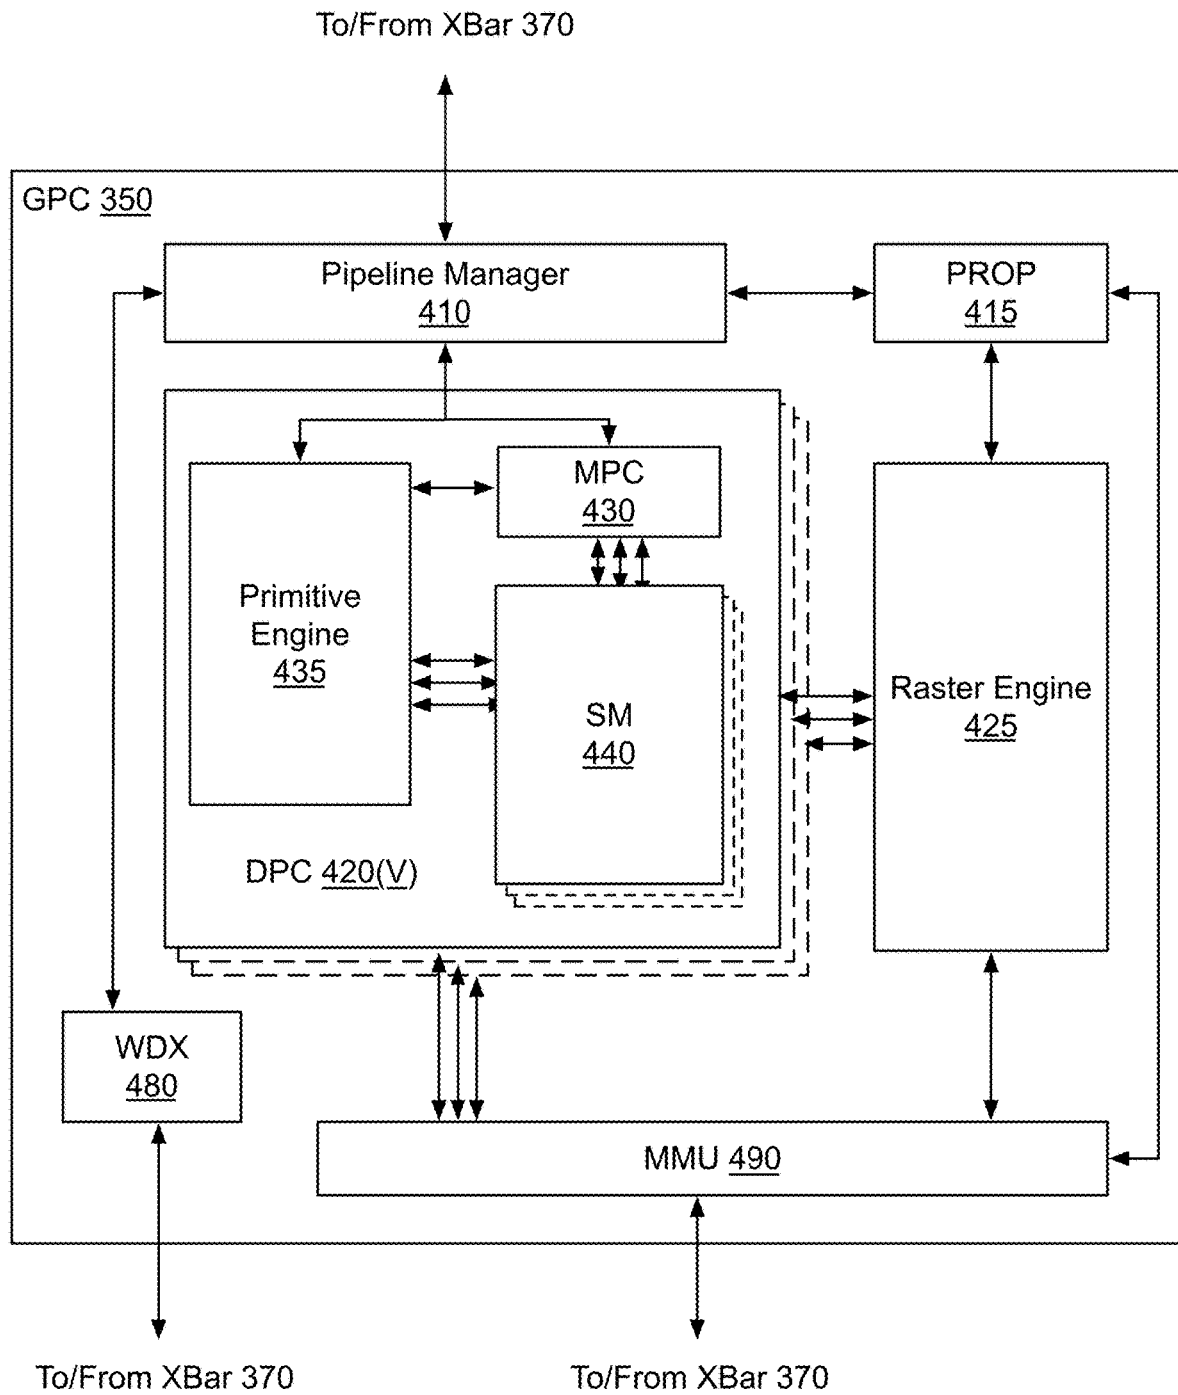 To/From XBar 370
GPC 350
Pipeline Manager
410
PROP
415
MPC
430
Primitive
Engine
435
SM
440
Raster Engine
425
DPC 420(V)
WDX
480
MMU 490
To/From XBar 370
To/From XBar 370